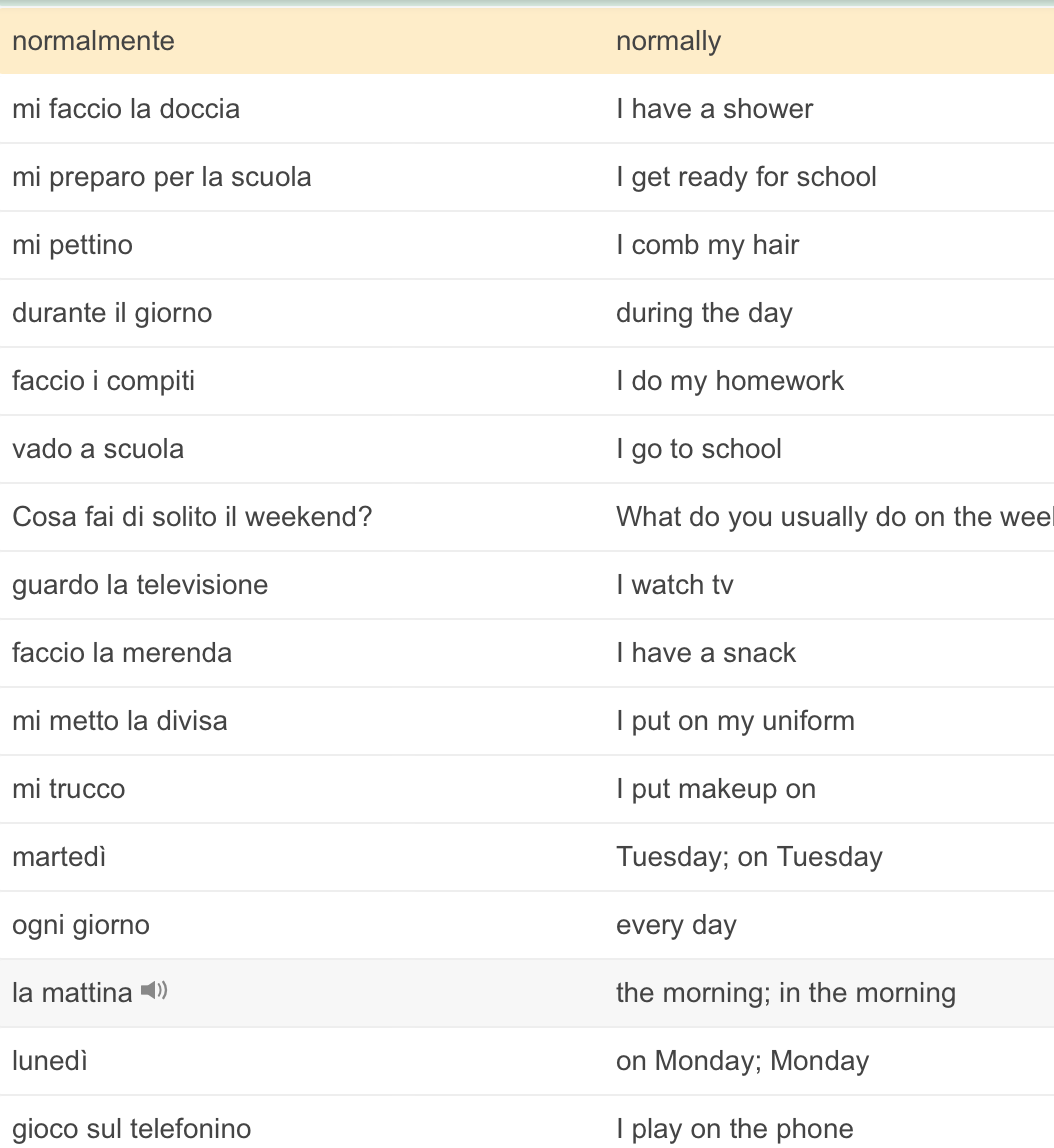 normalmente normally
mi faccio la doccia I have a shower
mi preparo per la scuola I get ready for school
mi pettino I comb my hair
durante il giorno during the day
faccio i compiti I do my homework
vado a scuola I go to school
Cosa fai di solito il weekend? What do you usually do on the
guardo la televisione I watch tv
faccio la merenda I have a snack
mi metto la divisa I put on my uniform
mi trucco I put makeup on
martedì Tuesday; on Tuesday
ogni giorno every day
la mattina the morning; in the morning
lunedì on Monday; Monday
gioco sul telefonino I play on the phone